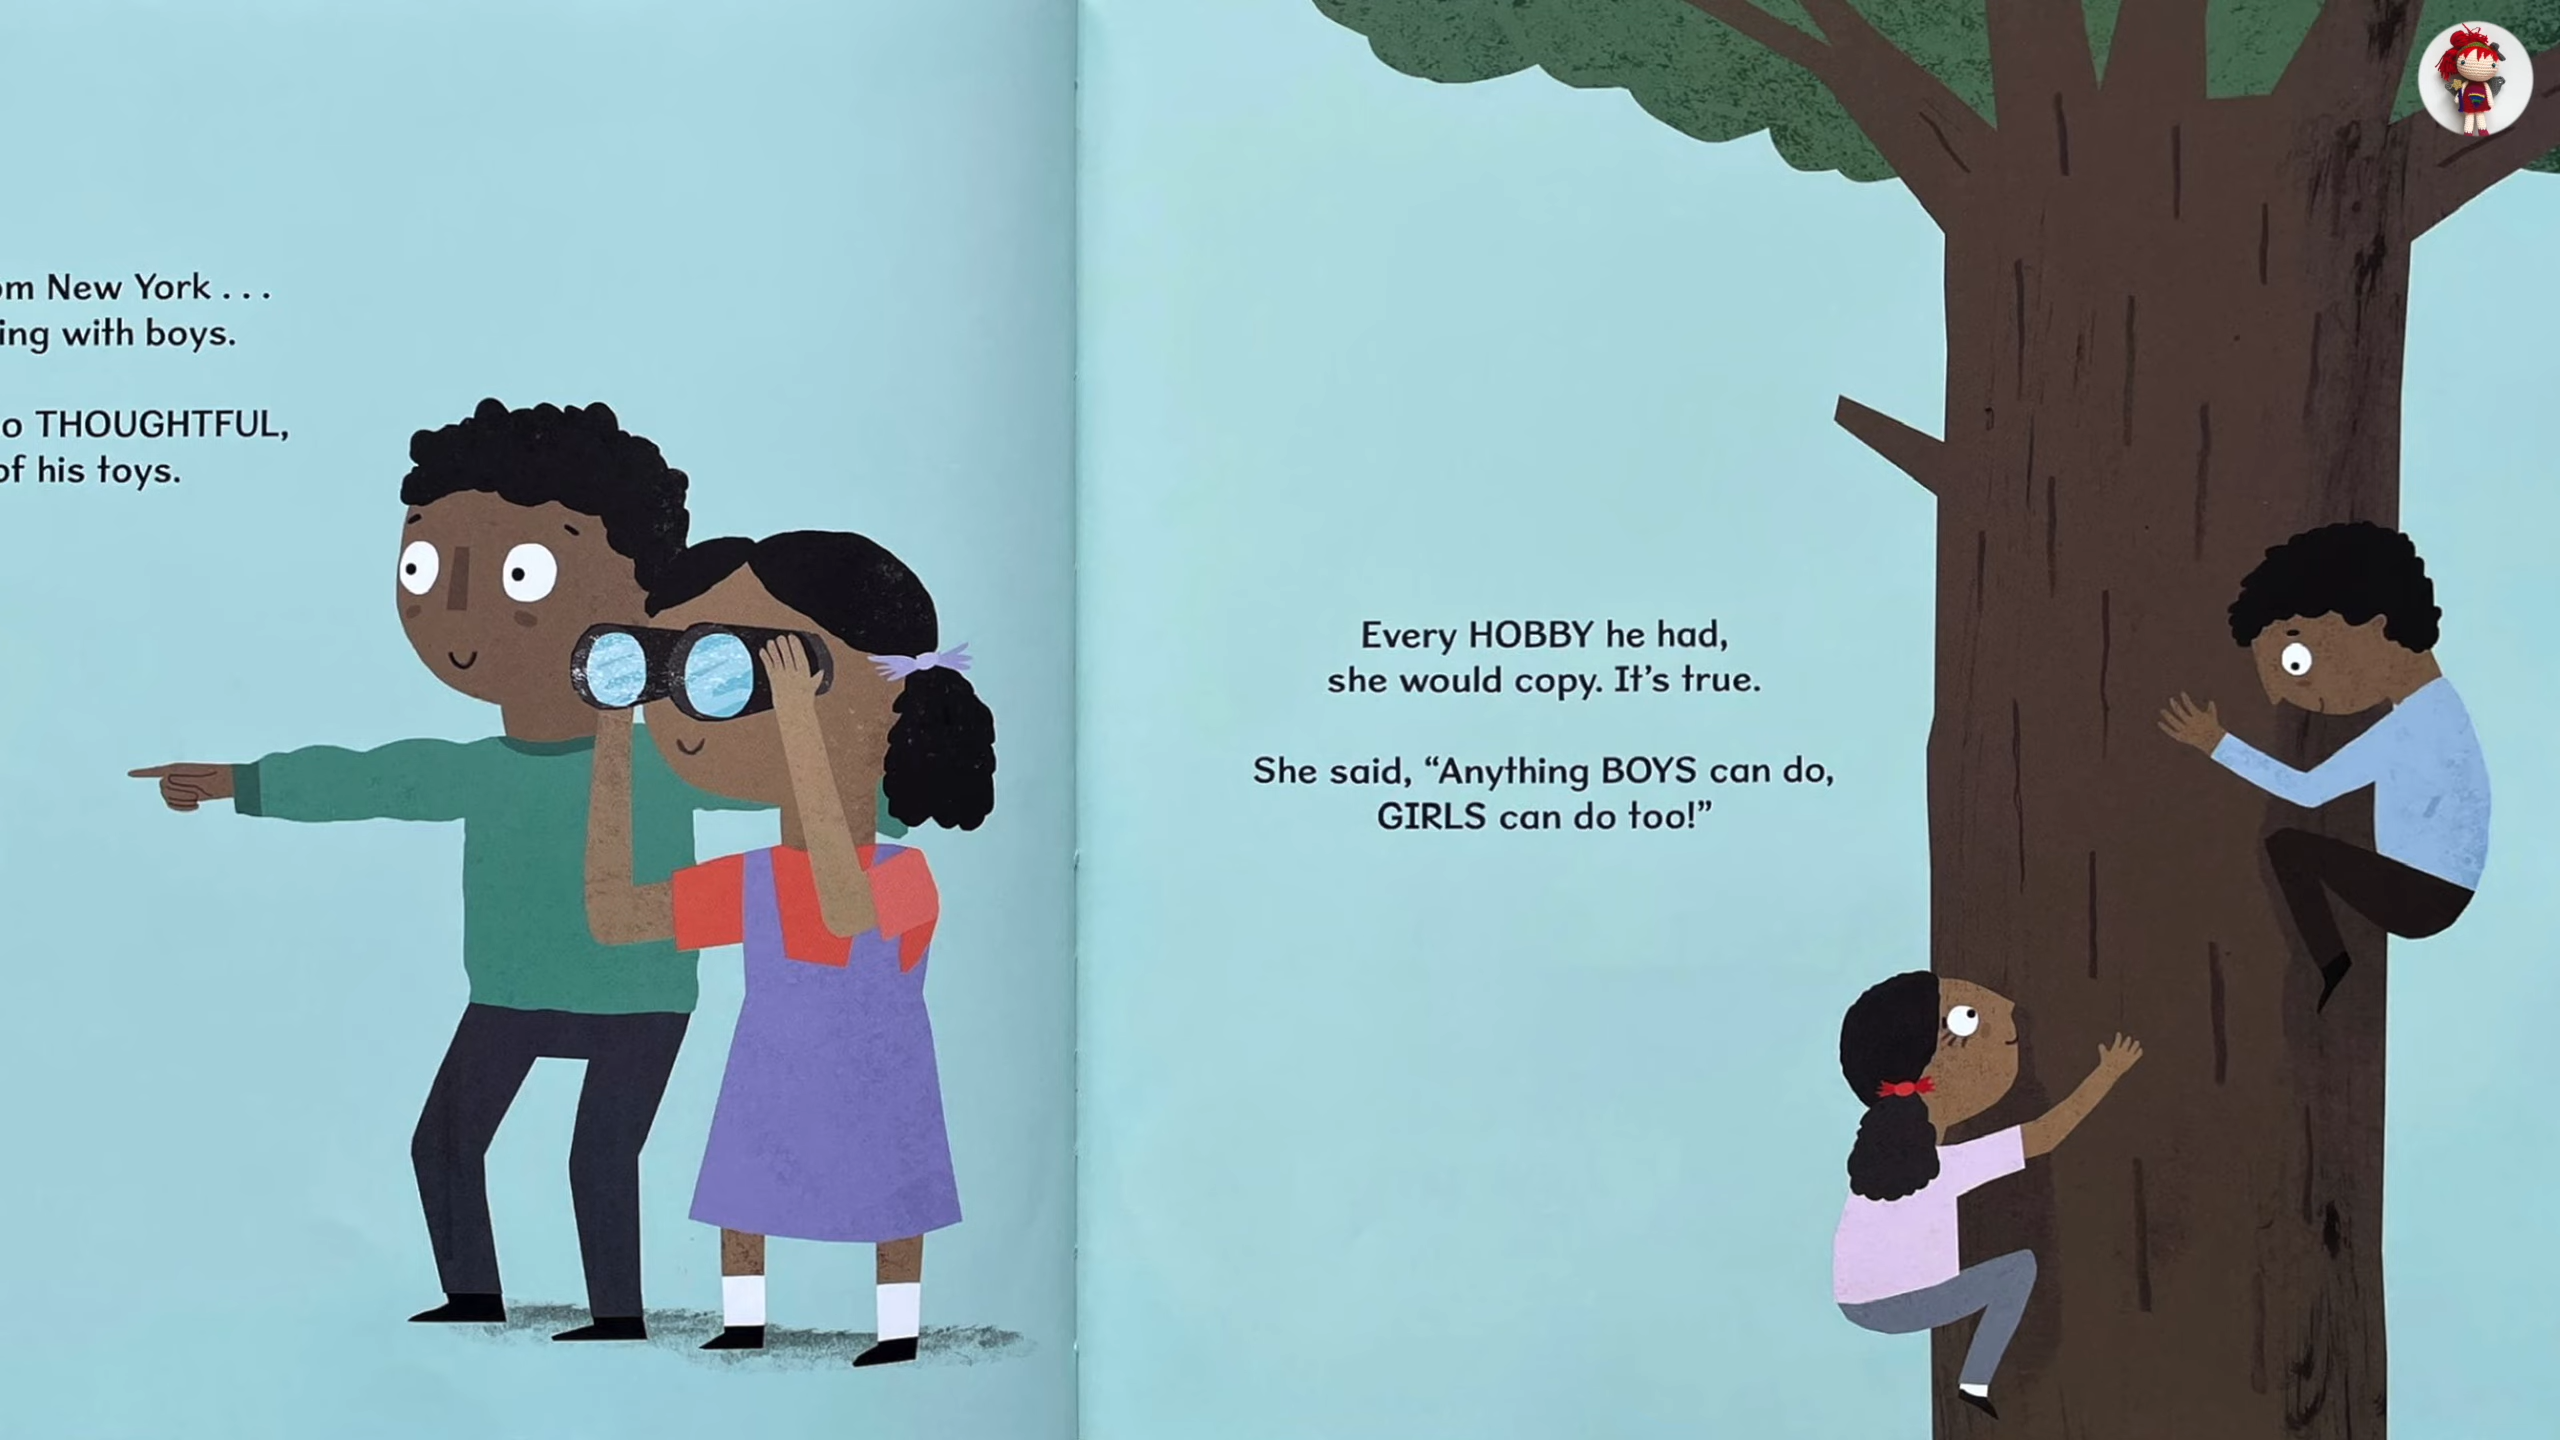 New York . . .
with boys.
THOUGHTFUL,
of his toys.
Every HOBBY he had,
she would copy. It’s true.
She said, “Anything BOYS can do,
GIRLS can do too!”